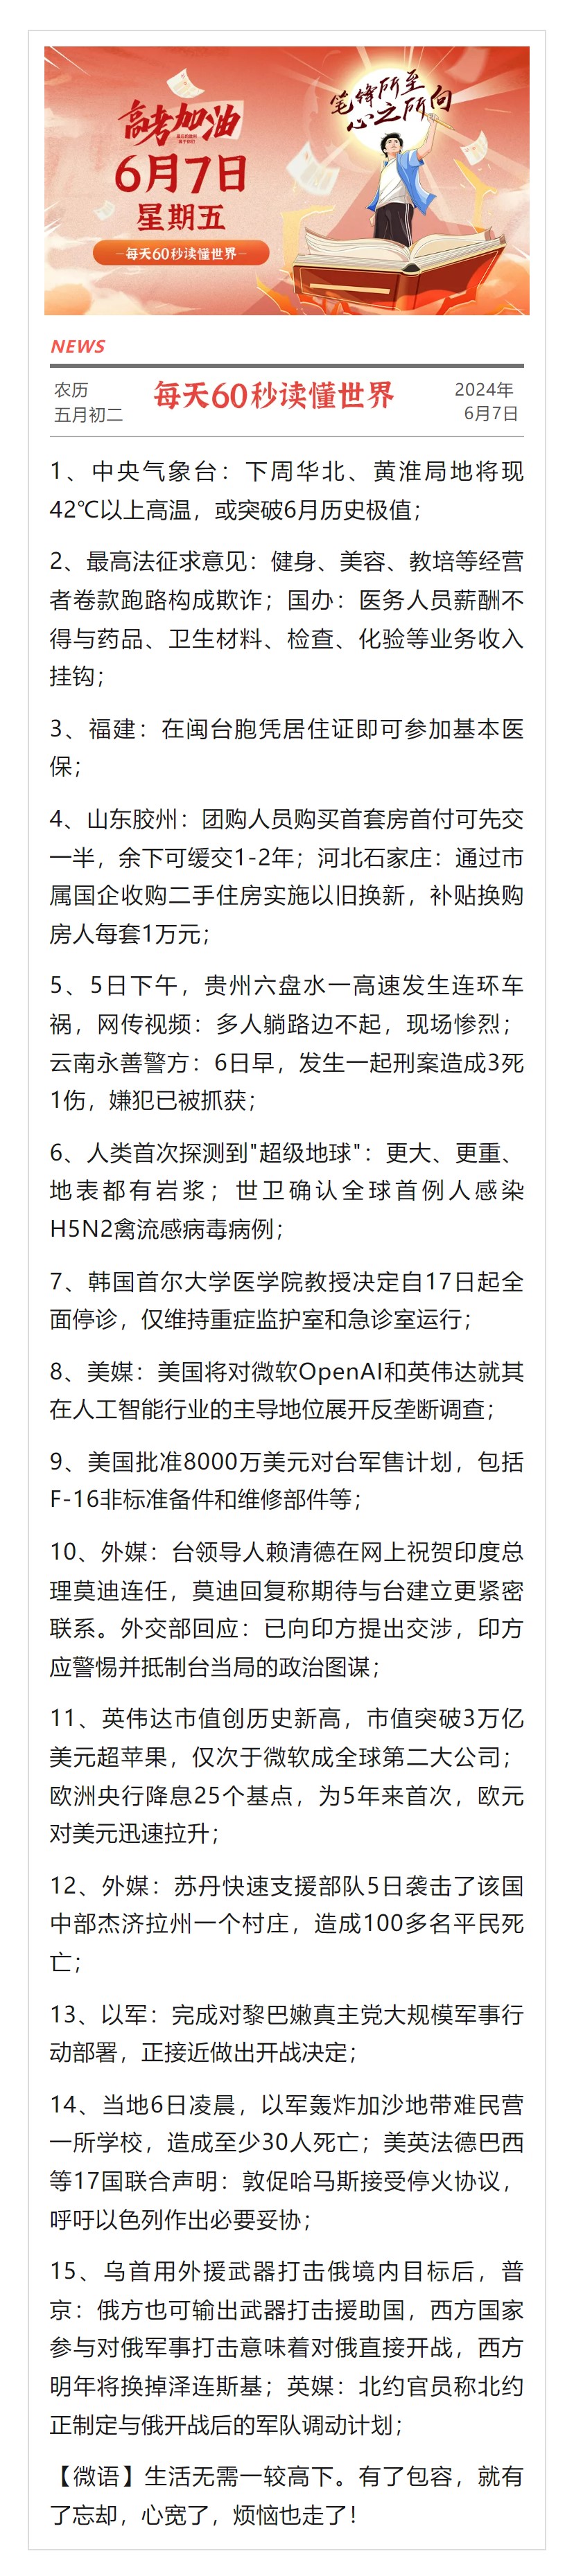 高考加油
笔锋所至
心之所向
6月7日
星期五
每天60秒读懂世界
NEWS
农历
五月初二
每天60秒读懂世界
2024年
6月7日
1、中央气象台：下周华北、黄淮局地将现
42℃以上高温，或突破6月历史极值；
2、最高法征求意见：健身、美容、教培等经营
者卷款跑路构成欺诈；国办：医务人员薪酬不
得与药品、卫生材料、检查、化验等业务收入
挂钩；
3、福建：在闽台胞凭居住证即可参加基本医
保；
4、山东胶州：团购人员购买首套房首付可先交
一半，余下可缓交1-2年；河北石家庄：通过市
属国企收购二手住房实施以旧换新，补贴换购
房人每套1万元；
5、5日下午，贵州六盘水一高速发生连环车
祸，网传视频：多人躺路边不起，现场惨烈；
云南永善警方：6日早，发生一起刑案造成3死
1伤，嫌犯已被抓获；
6、人类首次探测到"超级地球"：更大、更重、
地表都有岩浆；世卫确认全球首例人感染
H5N2禽流感病毒病例；
7、韩国首尔大学医学院教授决定自17日起全
面停诊，仅维持重症监护室和急诊室运行；
8、美媒：美国将对微软OpenAI和英伟达就其
在人工智能行业的主导地位展开反垄断调查；
9、美国批准8000万美元对台军售计划，包括
F-16非标准备件和维修部件等；
10、外媒：台领导人赖清德在网上祝贺印度总
理莫迪连任，莫迪回复称期待与台建立更紧密
联系。外交部回应：已向印方提出交涉，印方
应警惕并抵制台当局的政治图谋；
11、英伟达市值创历史新高，市值突破3万亿
美元超苹果，仅次于微软成全球第二大公司；
欧洲央行降息25个基点，为5年来首次，欧元
对美元迅速拉升；
12、外媒：苏丹快速支援部队5日袭击了该国
中部杰济拉州一个村庄，造成100多名平民死
亡；
13、以军：完成对黎巴嫩真主党大规模军事行
动部署，正接近做出开战决定；
14、当地6日凌晨，以军轰炸加沙地带难民营
一所学校，造成至少30人死亡；美英法德巴西
等17国联合声明：敦促哈马斯接受停火协议，
呼吁以色列作出必要妥协；
15、乌首用外援武器打击俄境内目标后，普
京：俄方也可输出武器打击援助国，西方国家
参与对俄军事打击意味着对俄直接开战，西方
明年将换掉泽连斯基；英媒：北约官员称北约
正制定与俄开战后的军队调动计划；
【微语】生活无需一较高下。有了包容，就有
了忘却，心宽了，烦恼也走了！